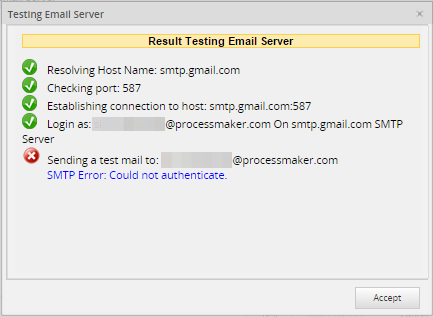 Testing Email Server
Result Testing Email Server
Resolving Host Name: smtp.gmail.com
Checking port: 587
Establishing connection to host: smtp.gmail.com:587
Login as: @processmaker.com On smtp.gmail.com SMTP
Server
Sending a test mail to: @processmaker.com
SMTP Error: Could not authenticate.
Accept